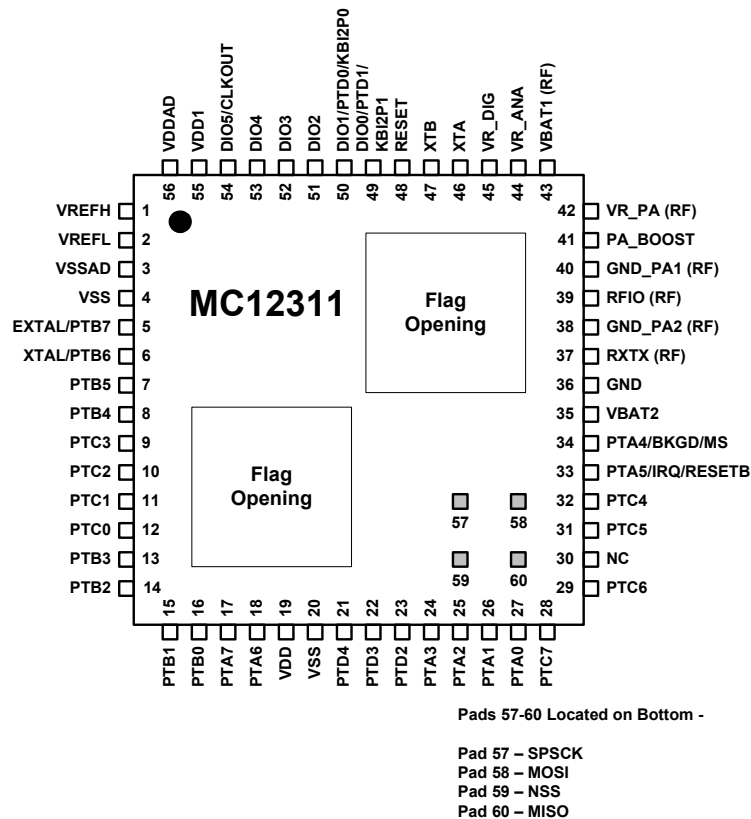 VDDAD
VDD1
DIO5/CLKOUT
DIO4
DIO3
DIO2
DIO1/PTD0/KBI2P0
DIO0/PTD1/
KBI2P1
RESET
XTB
XTA
VR_DIG
VR_ANA
VBAT1 (RF)
56 55 54 53 52 51 50 49 48 47 46 45 44 43
VREFH 1
VREFL 2
VSSAD 3
VSS 4
EXTAL/PTB7 5
XTAL/PTB6 6
PTB5 7
PTB4 8
PTC3 9
PTC2 10
PTC1 11
PTC0 12
PTB3 13
PTB2 14
MC12311
Flag
Opening
Flag
Opening
57 58
59 60
42 VR_PA (RF)
41 PA_BOOST
40 GND_PA1 (RF)
39 RFIO (RF)
38 GND_PA2 (RF)
37 RXTX (RF)
36 GND
35 VBAT2
34 PTA4/BKGD/MS
33 PTA5/IRQ/RESETB
32 PTC4
31 PTC5
30 NC
29 PTC6
15 16 17 18 19 20 21 22 23 24 25 26 27 28
PTB1
PTB0
PTA7
PTA6
VDD
VSS
PTD4
PTD3
PTD2
PTA3
PTA2
PTA1
PTA0
PTC7
Pads 57-60 Located on Bottom -
Pad 57 – SPSCK
Pad 58 – MOSI
Pad 59 – NSS
Pad 60 – MISO